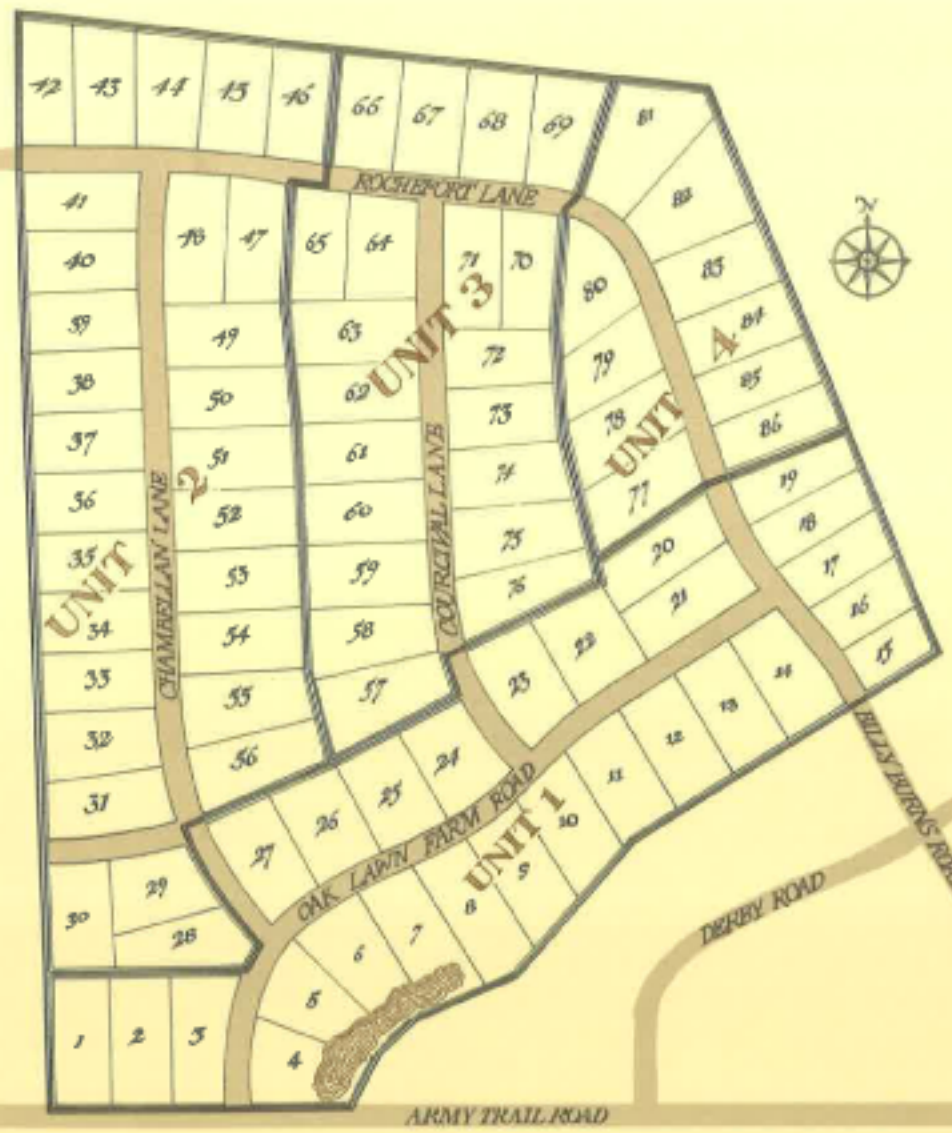 42 43 44 45 46 66 67 68 69 81
ROCHEFORT LANE
82
N
41 48 47 65 64 71 70 80 83
40
39 49 63 72 79 84
UNIT 3
38 50 62 73 78 85
UNIT 4
37 51 61 74 77 86
36 52 60 75 20 19
35 53 59 76 21 18
UNIT 2
CHAMBELAN LANE
COURCIVAL LANE
34 54 58 22 17
33 55 57 23 16
32 56 24 14 15
31 25 13
26 12
27 11
OAK LAWN FARM ROAD
UNIT 1
10
9
BILLY BURNS ROAD
DERBY ROAD
30 29
28
8
7
6
5
1 2 3 4
ARMY TRAIL ROAD